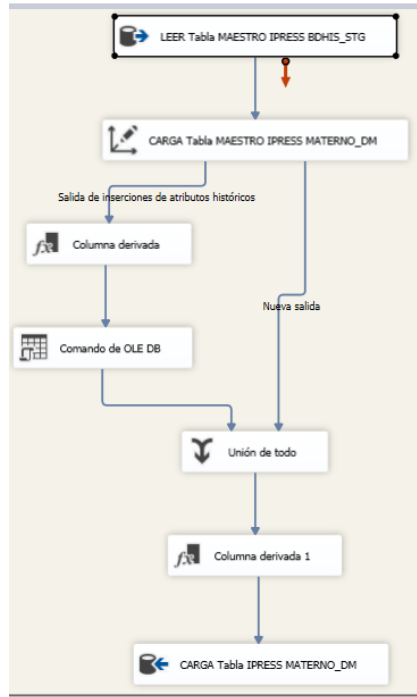 LEER Tabla MAESTRO IPRESS BDHIS_STG
CARGA Tabla MAESTRO IPRESS MATERNO_DM
Salida de inserciones de atributos históricos
Columna derivada
Nueva salida
Comando de OLE DB
Unión de todo
Columna derivada 1
CARGA Tabla IPRESS MATERNO_DM